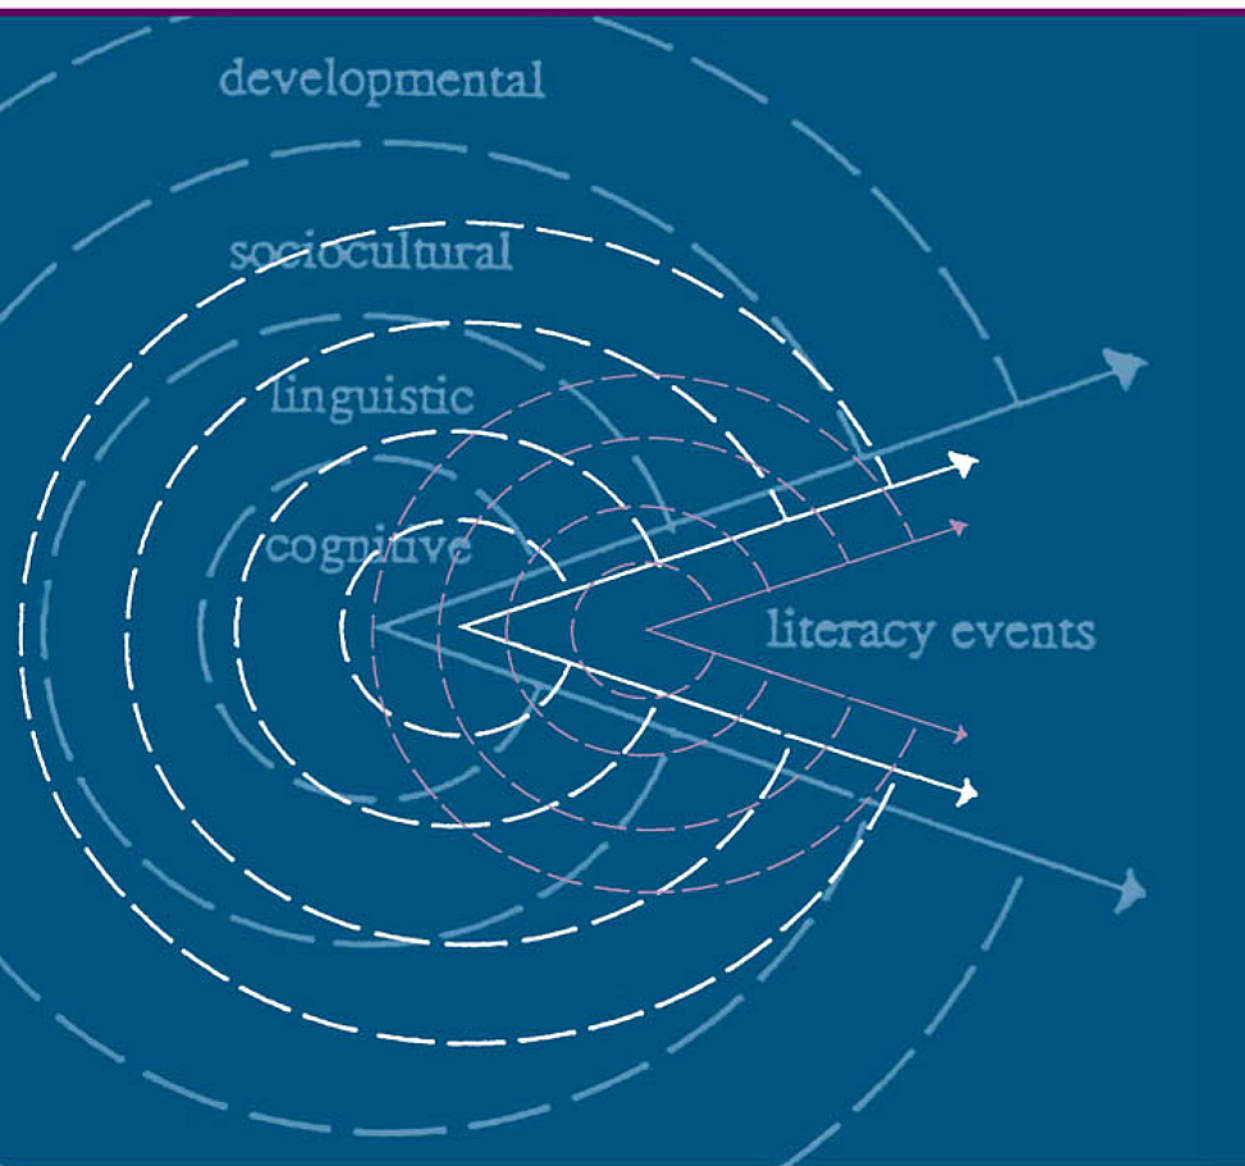 developmental
sociocultural
linguistic
cognitive
literacy events